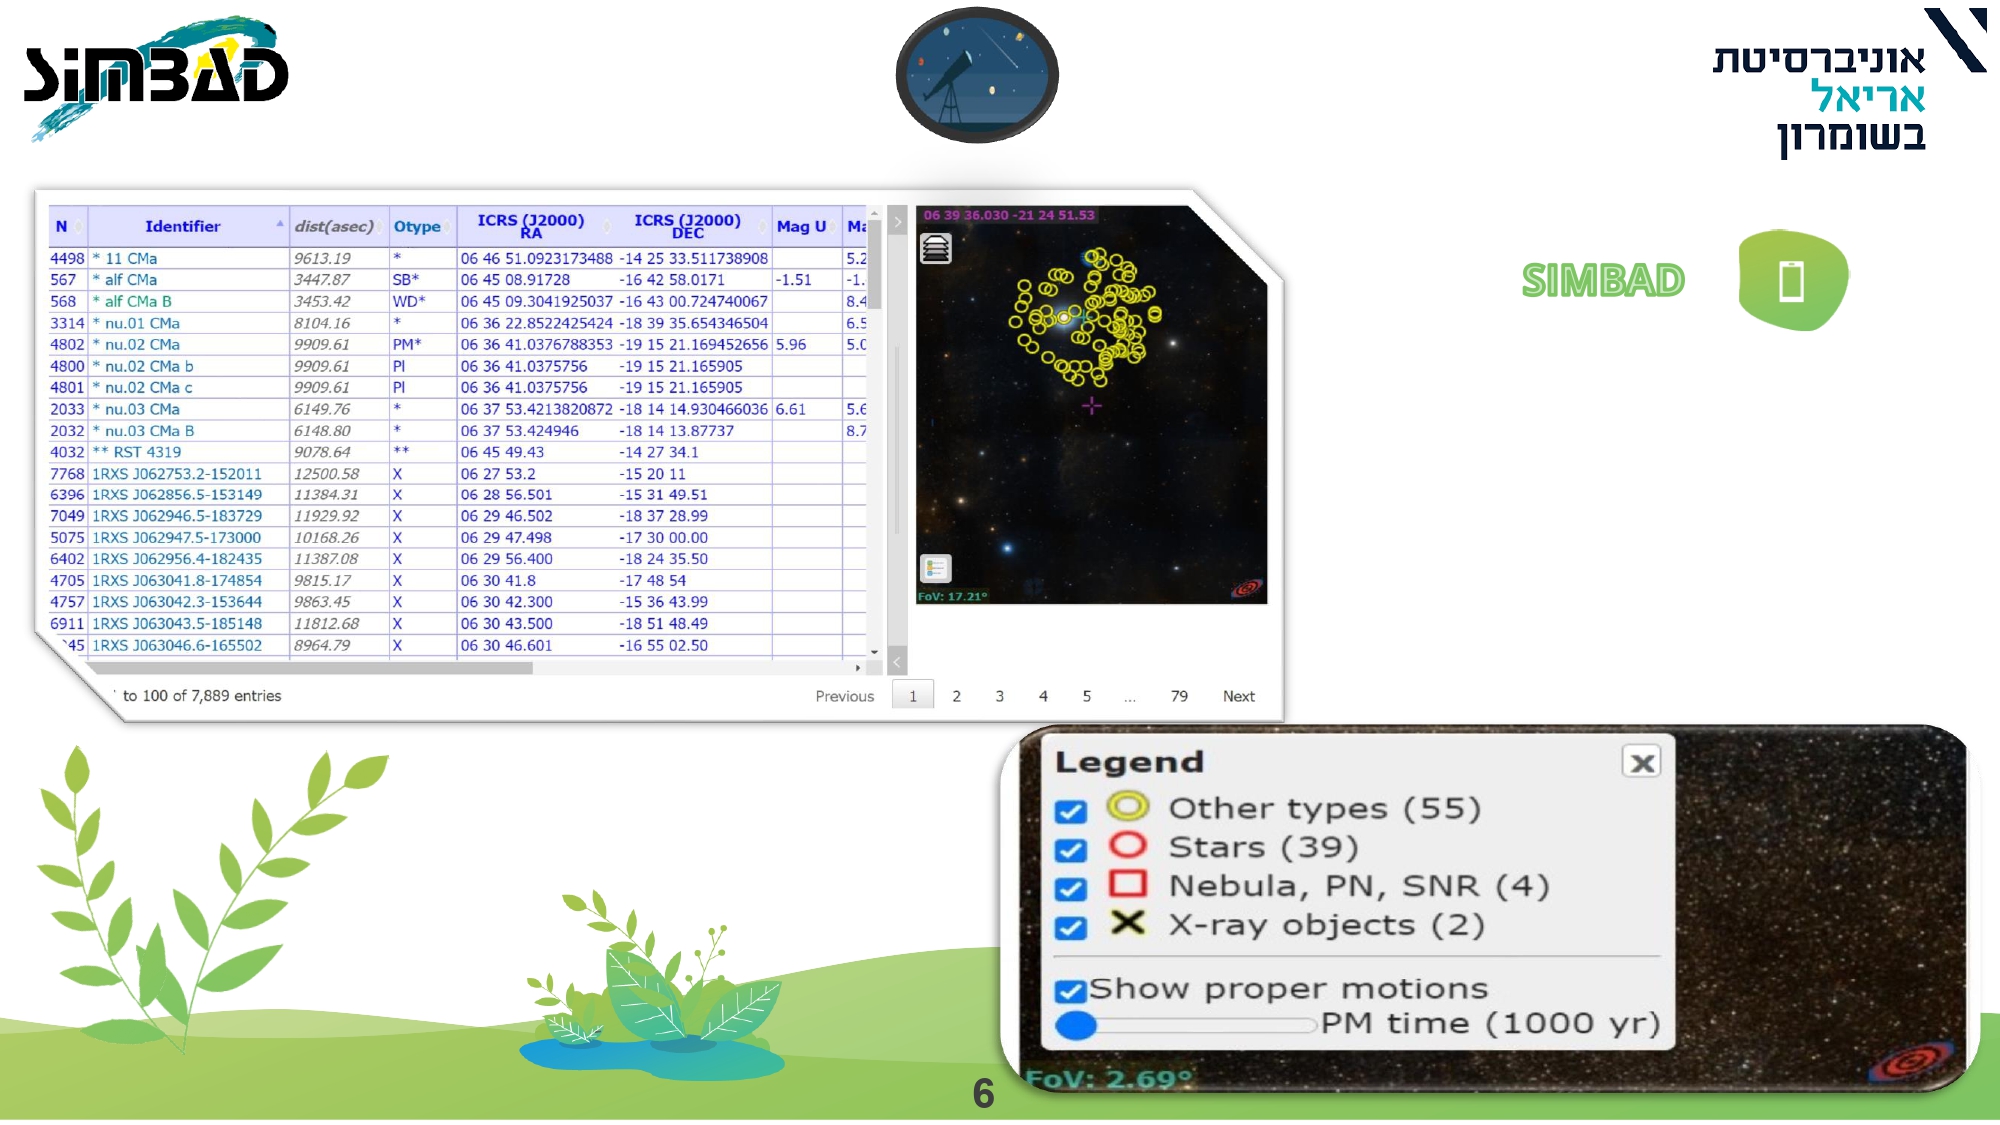 SiMBAD
אוניברסיטת
אריאל
בשומרון
SIMBAD
N Identifier dist(asec) Otype ICRS (J2000) RA ICRS (J2000) DEC Mag U
4498 * 11 CMa 9613.19 * 06 46 51.0923173488 -14 25 33.511738908 5.2
567 * alf CMa 3447.87 SB* 06 45 08.91728 -16 42 58.0171 -1.51 -1.
568 * alf CMa B 3453.42 WD* 06 45 09.3041925037 -16 43 00.724740067 8.4
3314 * nu.01 CMa 8104.16 * 06 36 22.8522425424 -18 39 35.654346504 6.5
4802 * nu.02 CMa 9909.61 PM* 06 36 41.0376788353 -19 15 21.169452656 5.96 5.0
4800 * nu.02 CMa b 9909.61 Pl 06 36 41.0375756 -19 15 21.165905
4801 * nu.02 CMa c 9909.61 Pl 06 36 41.0375756 -19 15 21.165905
2033 * nu.03 CMa 6149.76 * 06 37 53.4213820872 -18 14 14.930466036 6.61 5.6
2032 * nu.03 CMa B 6148.80 * 06 37 53.424946 -18 14 13.87737 8.7
4032 ** RST 4319 9078.64 ** 06 45 49.43 -14 27 34.1
7768 1RXS J062753.2-152011 12500.58 X 06 27 53.2 -15 20 11
6396 1RXS J062856.5-153149 11384.31 X 06 28 56.501 -15 31 49.51
7049 1RXS J062946.5-183729 11929.92 X 06 29 46.502 -18 37 28.99
5075 1RXS J062947.5-173000 10168.26 X 06 29 47.498 -17 30 00.00
6402 1RXS J062956.4-182435 11387.08 X 06 29 56.400 -18 24 35.50
4705 1RXS J063041.8-174854 9815.17 X 06 30 41.8 -17 48 54
4757 1RXS J063042.3-153644 9863.45 X 06 30 42.300 -15 36 43.99
6911 1RXS J063043.5-185148 11812.68 X 06 30 43.500 -18 51 48.49
45 1RXS J063046.6-165502 8964.79 X 06 30 46.601 -16 55 02.50
to 100 of 7,889 entries
Previous 1 2 3 4 5 ... 79 Next
06 39 36.030 -21 24 51.53
FoV: 17.21°
Legend
Other types (55)
Stars (39)
Nebula, PN, SNR (4)
X-ray objects (2)
Show proper motions
PM time (1000 yr)
FoV: 2.69°
6